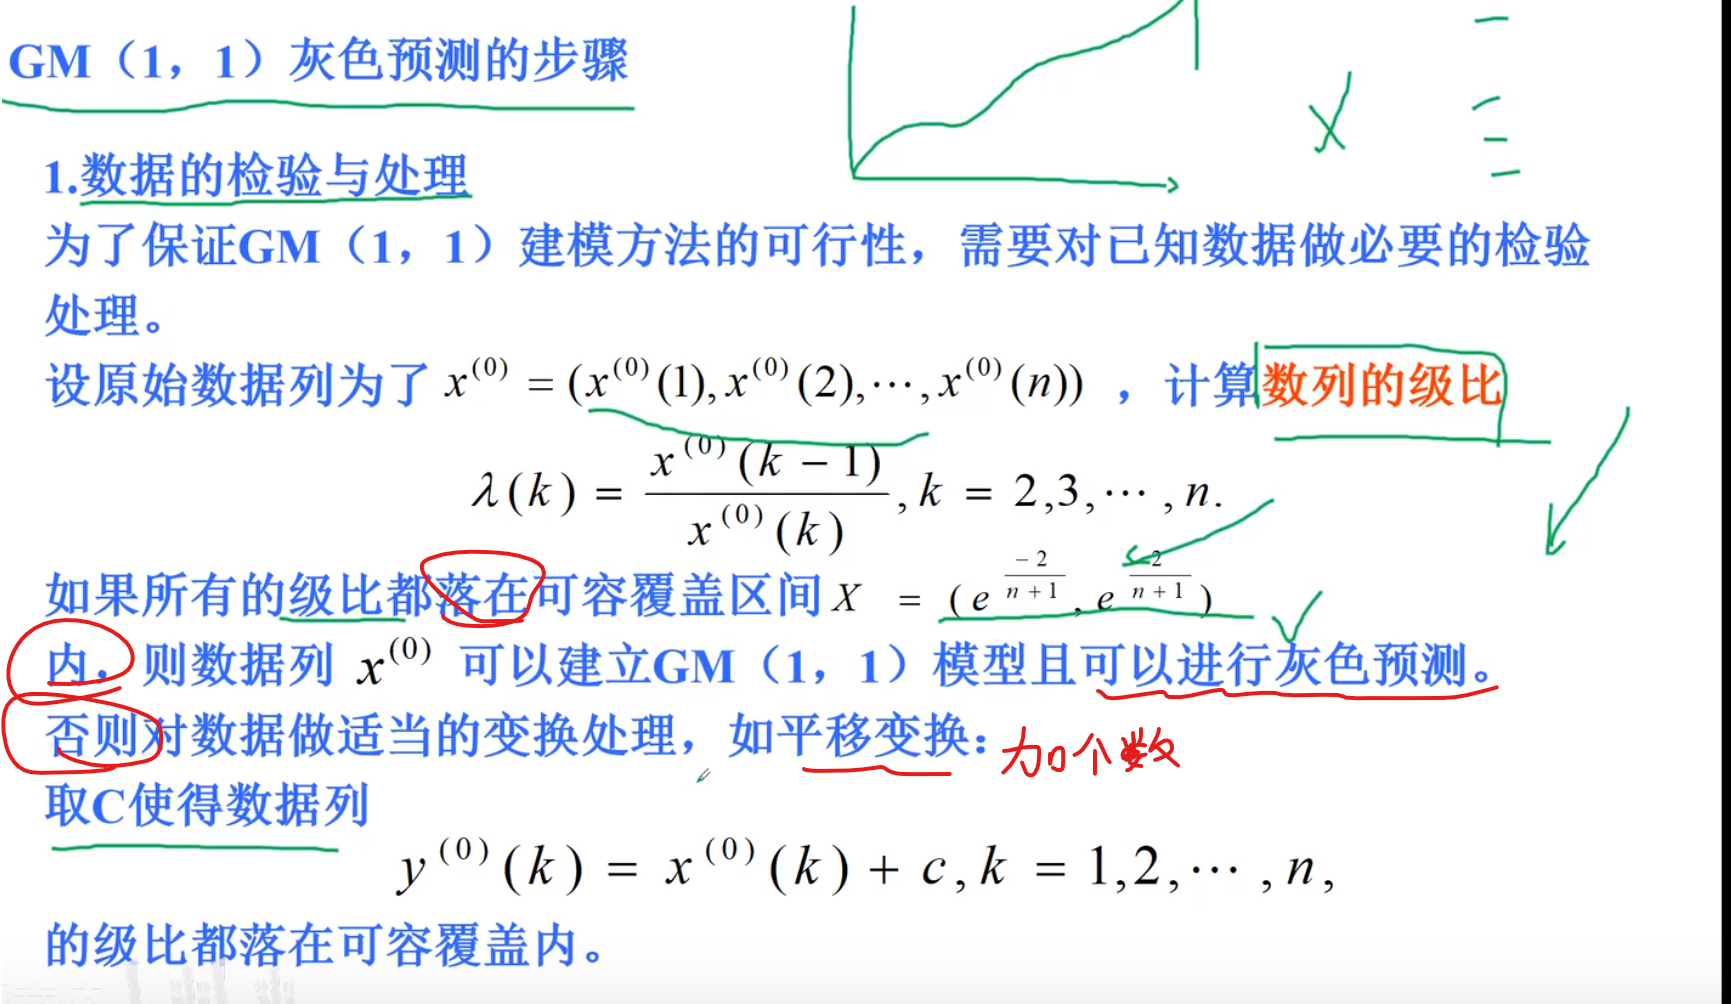 GM（1，1）灰色预测的步骤
X
1.数据的检验与处理
为了保证GM（1，1）建模方法的可行性，需要对已知数据做必要的检验
处理。
设原始数据列为了 x^(0) = (x^(0)(1), x^(0)(2), ⋯, x^(0)(n)) ，计算数列的级比
λ(k) = x^(0)(k − 1) / x^(0)(k), k = 2,3,⋯,n.
如果所有的级比都落在可容覆盖区间 X = (e^(−2/(n+1)), e^(2/(n+1)))
内，则数据列 x^(0) 可以建立GM（1，1）模型且可以进行灰色预测。
否则对数据做适当的变换处理，如平移变换：加个数
取C使得数据列
y^(0)(k) = x^(0)(k) + c, k = 1,2,⋯,n,
的级比都落在可容覆盖内。